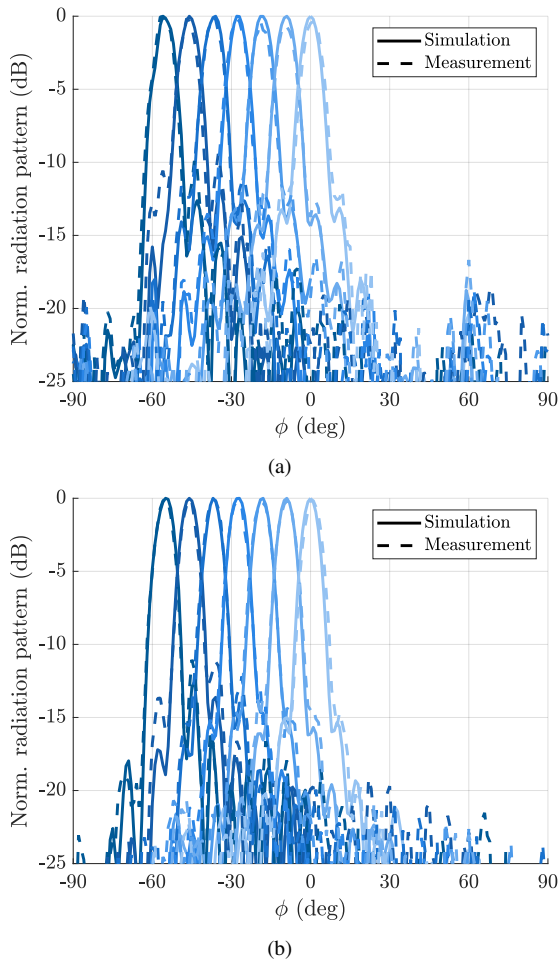 0
-5
-10
-15
-20
-25
Norm. radiation pattern (dB)
Simulation
Measurement
-90 -60 -30 0 30 60 90
ϕ (deg)
(a)
0
-5
-10
-15
-20
-25
Norm. radiation pattern (dB)
Simulation
Measurement
-90 -60 -30 0 30 60 90
ϕ (deg)
(b)